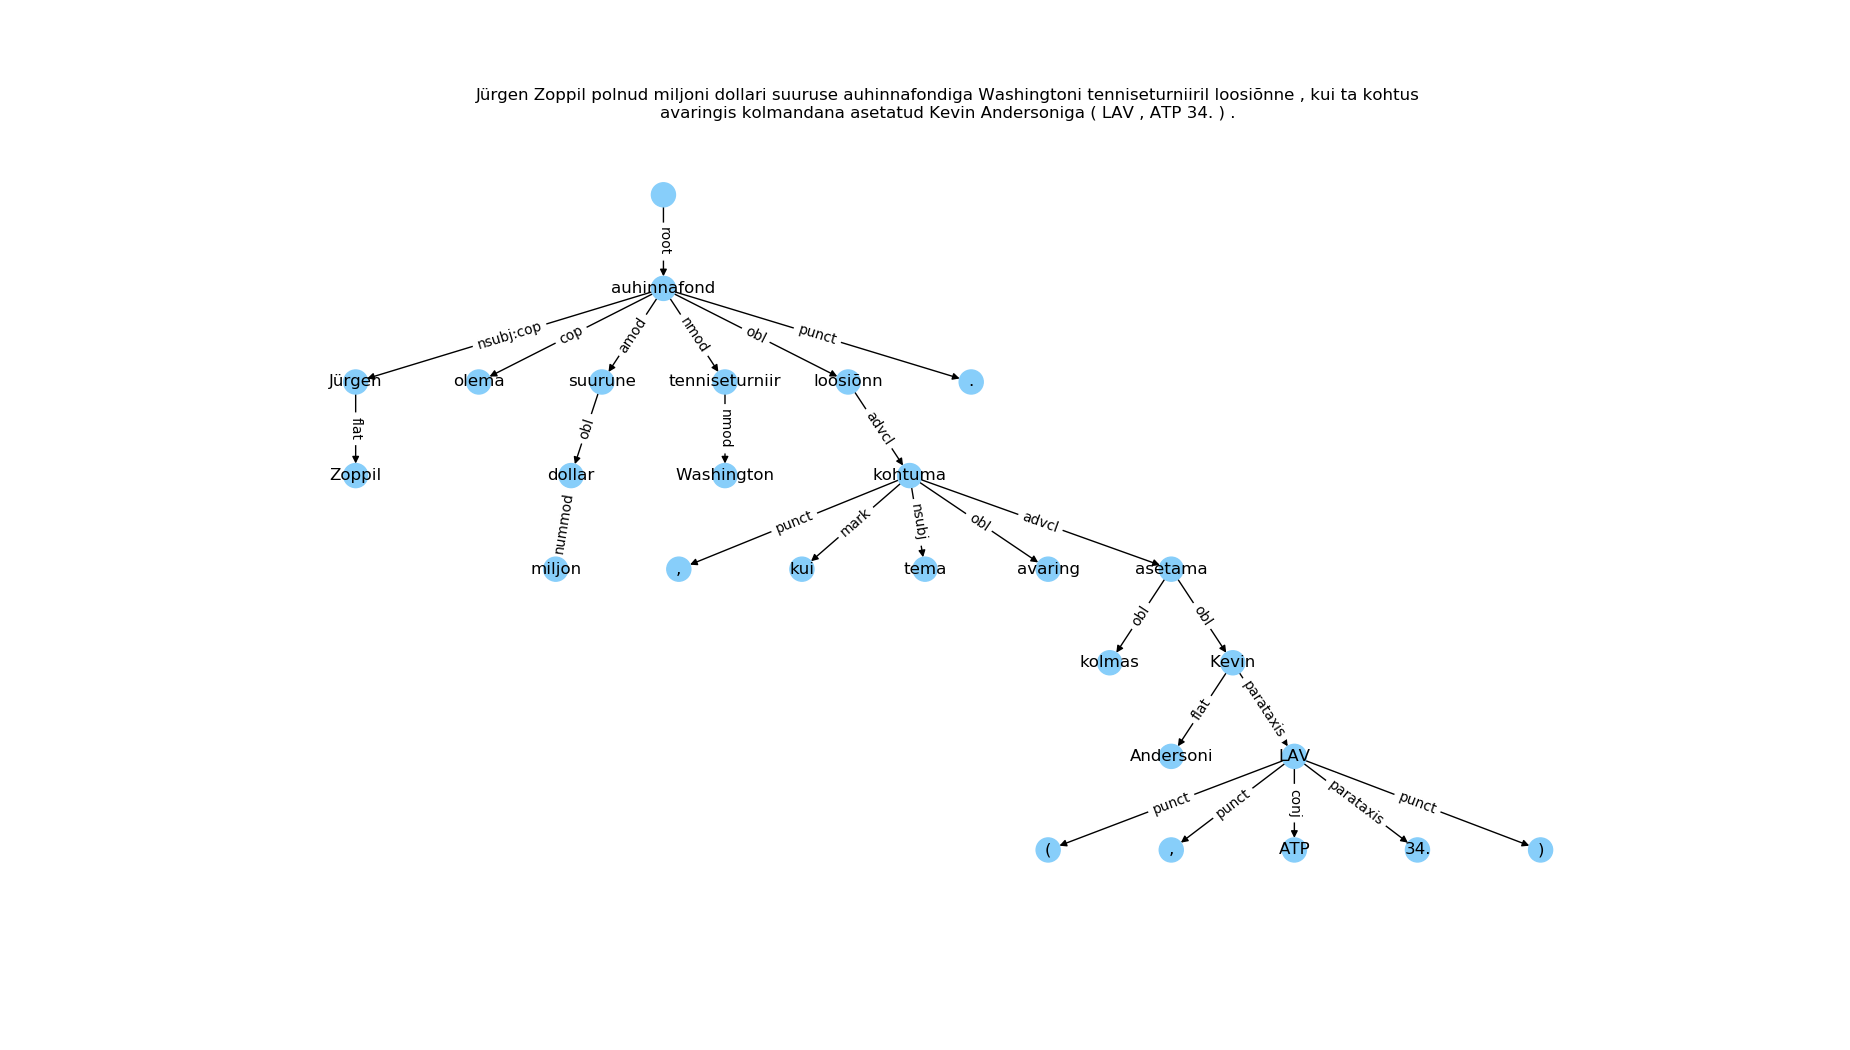 Jürgen Zoppil polnud miljoni dollari suuruse auhinnafondiga Washingtoni tenniseturniiril loosiõnne , kui ta kohtus
avaringis kolmandana asetatud Kevin Andersoniga ( LAV , ATP 34. ) .
root
auhinnafond
nsubj:cop cop amod nmod obl punct
Jürgen olema suurune tenniseturniir loosiõnn .
flat obl nmod advcl
Zoppil dollar Washington kohtuma
nummod punct mark nsubj obl advcl
miljon , kui tema avaring asetama
obl obl
kolmas Kevin
flat parataxis
Andersoni LAV
punct punct conj parataxis punct
( , ATP 34. )